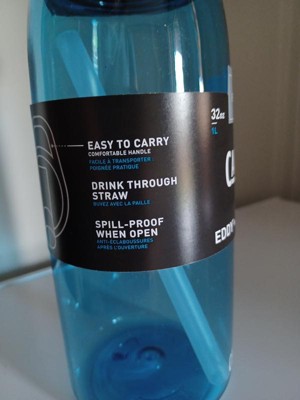 EASY TO CARRY
COMFORTABLE HANDLE
FACILE À TRANSPORTER
POIGNÉE PRATIQUE
DRINK THROUGH
STRAW
BUVEZ AVEC LA PAILLE
SPILL-PROOF
WHEN OPEN
ANTI-ÉCLABOUSSURES
APRÈS L'OUVERTURE
32oz
1L
EDDY